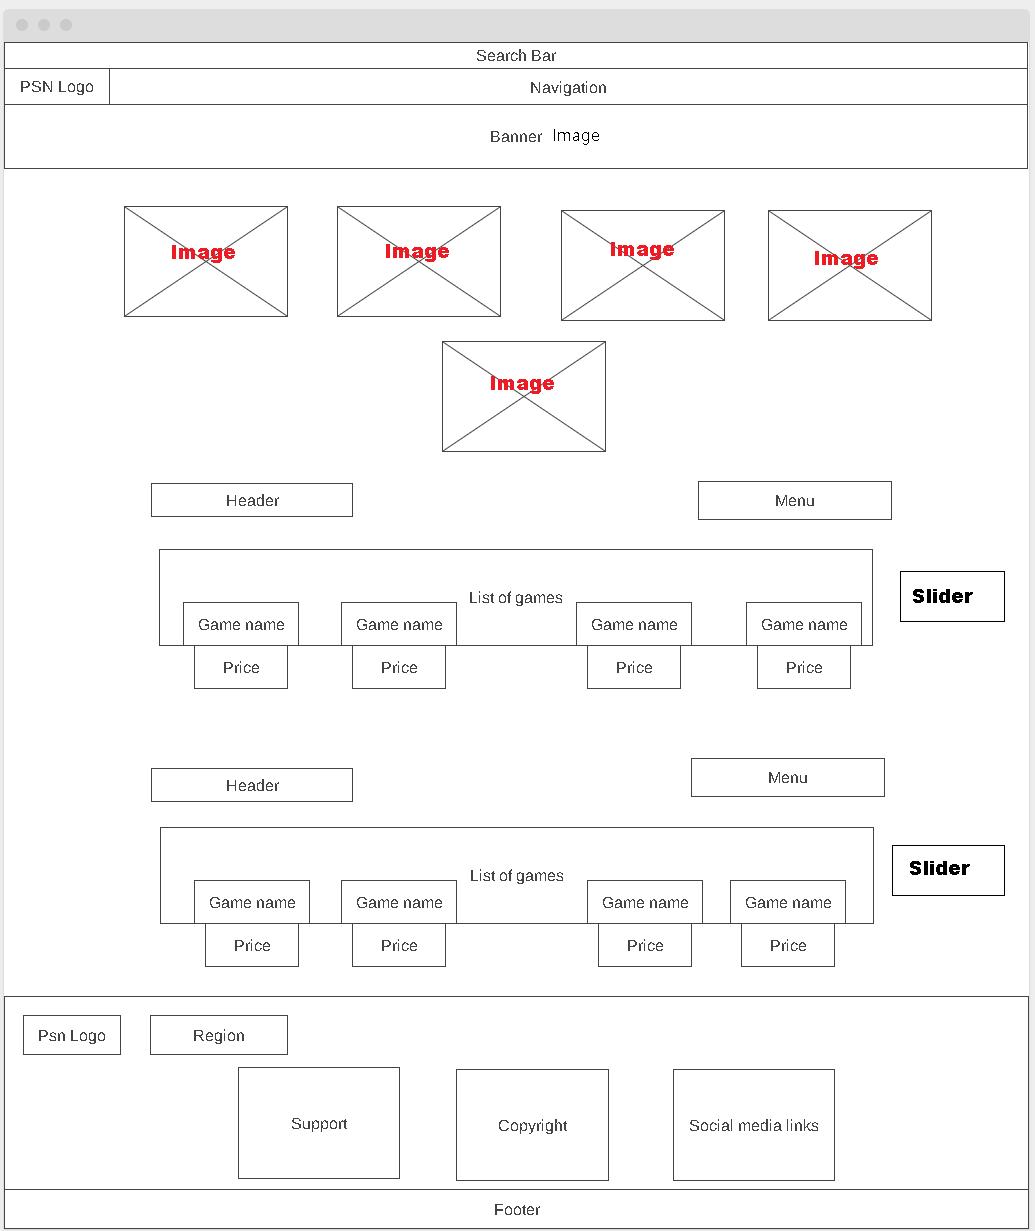 Search Bar
PSN Logo
Navigation
Banner Image
Image
Image
Image
Image
Image
Header
Menu
List of games
Slider
Game name
Game name
Game name
Game name
Price
Price
Price
Price
Header
Menu
List of games
Slider
Game name
Game name
Game name
Game name
Price
Price
Price
Price
Psn Logo
Region
Support
Copyright
Social media links
Footer